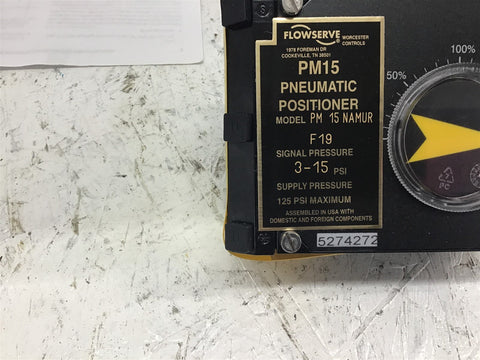 FLOWSERVE
WORCESTER
CONTROLS
1978 FOREMAN DR
COOKEVILLE, TN 38501
PM15
PNEUMATIC
POSITIONER
MODEL PM 15 NAMUR
F19
SIGNAL PRESSURE
3-15 PSI
SUPPLY PRESSURE
125 PSI MAXIMUM
ASSEMBLED IN USA WITH
DOMESTIC AND FOREIGN COMPONENTS
5274272
100%
50%
PC